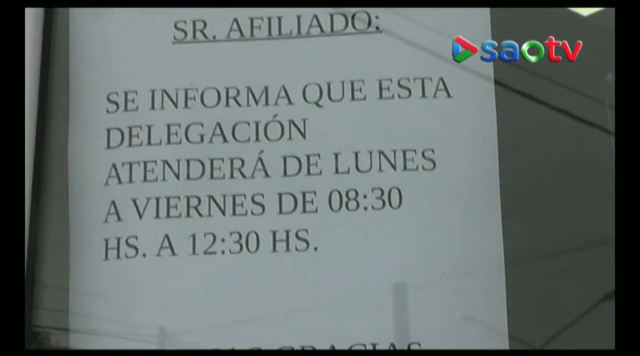 SR. AFILIADO:
saotv
SE INFORMA QUE ESTA
DELEGACIÓN
ATENDERÁ DE LUNES
A VIERNES DE 08:30
HS. A 12:30 HS.
GRACIAS